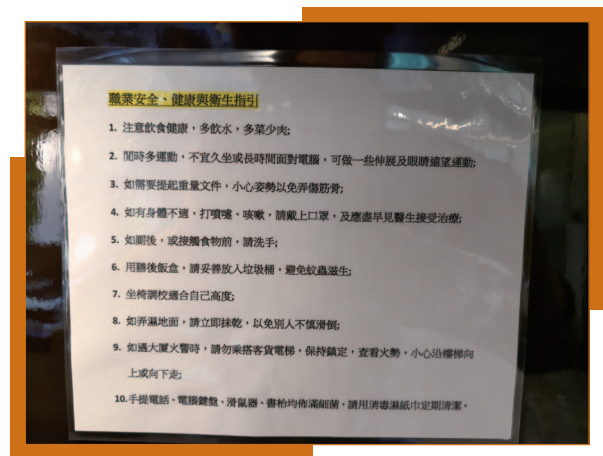 職業安全、健康與衞生指引
1. 注意飲食健康，多飲水，多菜少肉;
2. 閒時多運動，不宜久坐或長時間面對電腦，可做一些伸展及眼睛遠望運動;
3. 如需要提起重量文件，小心姿勢以免弄傷筋骨;
4. 如有身體不適，打噴嚏、咳嗽，請戴上口罩，及應盡早見醫生接受治療;
5. 如廁後，或接觸食物前，請洗手;
6. 用膳後飯盒，請妥善放入垃圾桶，避免蚊蟲滋生;
7. 坐椅調校適合自己高度;
8. 如弄濕地面，請立即抹乾，以免別人不慎滑倒;
9. 如遇大廈火警時，請勿乘搭客貨電梯，保持鎮定，查看火勢，小心沿樓梯向
上或向下走;
10.手提電話、電腦鍵盤、滑鼠器、書枱均佈滿細菌，請用消毒濕紙巾定期清潔。